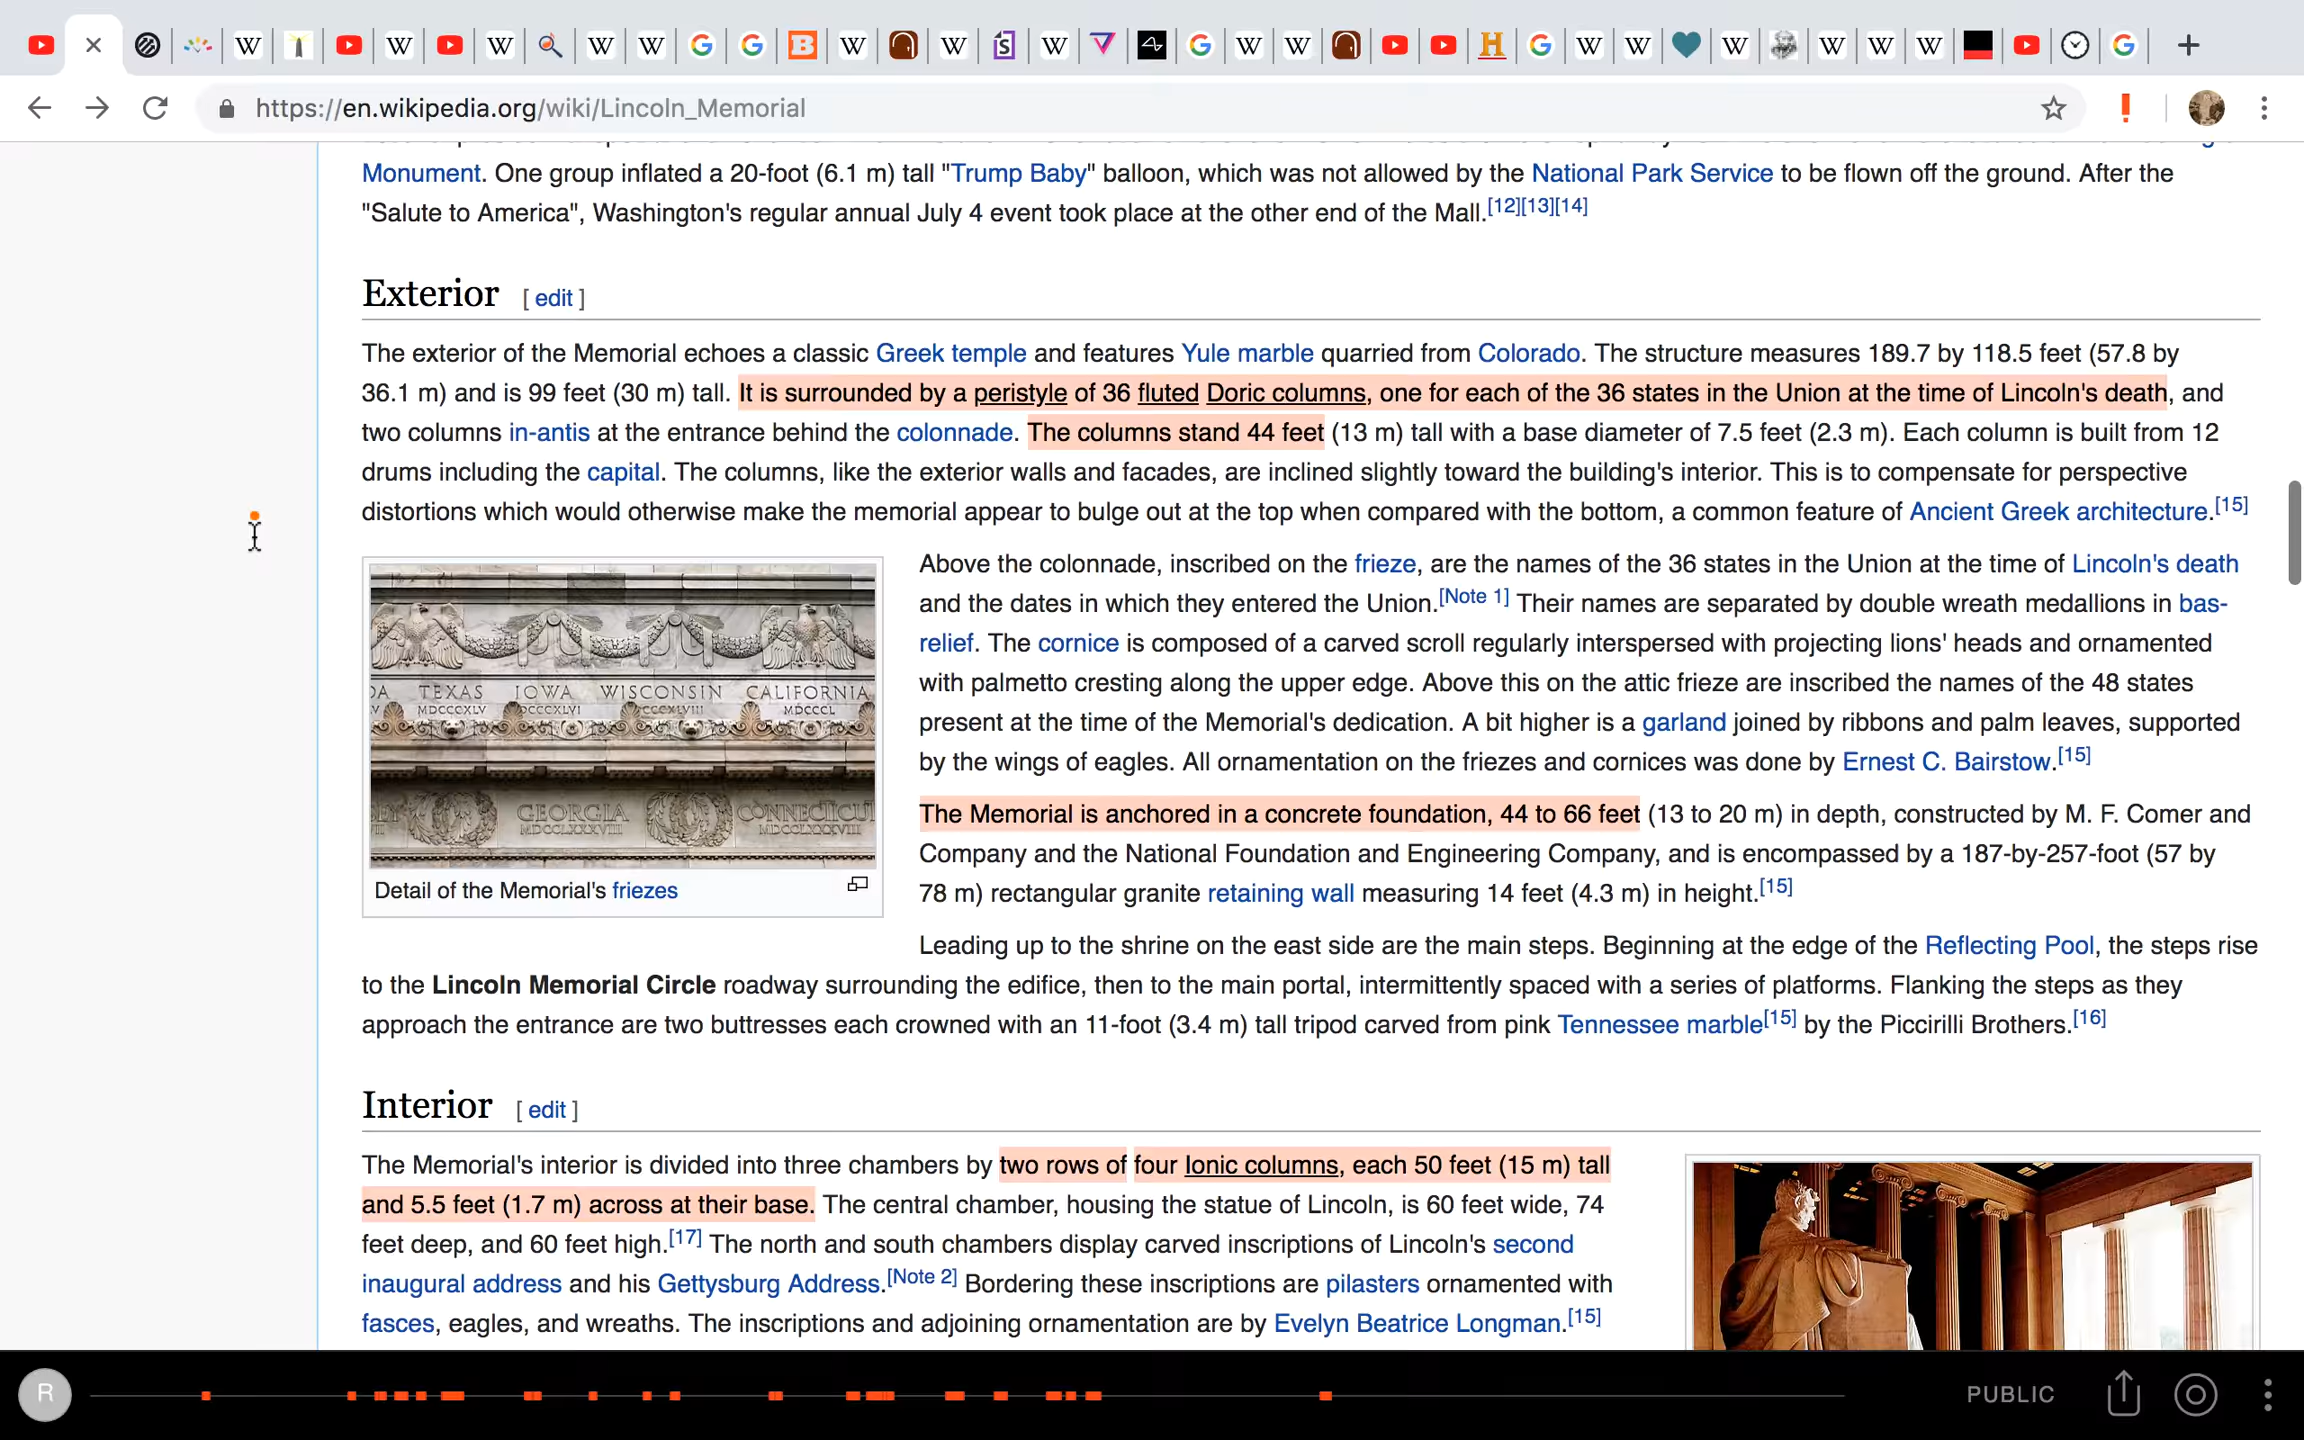 https://en.wikipedia.org/wiki/Lincoln_Memorial
Monument. One group inflated a 20-foot (6.1 m) tall "Trump Baby" balloon, which was not allowed by the National Park Service to be flown off the ground. After the
"Salute to America", Washington's regular annual July 4 event took place at the other end of the Mall.[12][13][14]
Exterior [ edit ]
The exterior of the Memorial echoes a classic Greek temple and features Yule marble quarried from Colorado. The structure measures 189.7 by 118.5 feet (57.8 by
36.1 m) and is 99 feet (30 m) tall. It is surrounded by a peristyle of 36 fluted Doric columns, one for each of the 36 states in the Union at the time of Lincoln's death, and
two columns in-antis at the entrance behind the colonnade. The columns stand 44 feet (13 m) tall with a base diameter of 7.5 feet (2.3 m). Each column is built from 12
drums including the capital. The columns, like the exterior walls and facades, are inclined slightly toward the building's interior. This is to compensate for perspective
distortions which would otherwise make the memorial appear to bulge out at the top when compared with the bottom, a common feature of Ancient Greek architecture.[15]
TEXAS IOWA WISCONSIN CALIFORNIA
MDCCCXLV MDCCCL
GEORGIA CONNECTICUT
MDCCLXXXVIII MDCCLXXXVIII
Detail of the Memorial's friezes
Above the colonnade, inscribed on the frieze, are the names of the 36 states in the Union at the time of Lincoln's death
and the dates in which they entered the Union.[Note 1] Their names are separated by double wreath medallions in bas-
relief. The cornice is composed of a carved scroll regularly interspersed with projecting lions' heads and ornamented
with palmetto cresting along the upper edge. Above this on the attic frieze are inscribed the names of the 48 states
present at the time of the Memorial's dedication. A bit higher is a garland joined by ribbons and palm leaves, supported
by the wings of eagles. All ornamentation on the friezes and cornices was done by Ernest C. Bairstow.[15]
The Memorial is anchored in a concrete foundation, 44 to 66 feet (13 to 20 m) in depth, constructed by M. F. Comer and
Company and the National Foundation and Engineering Company, and is encompassed by a 187-by-257-foot (57 by
78 m) rectangular granite retaining wall measuring 14 feet (4.3 m) in height.[15]
Leading up to the shrine on the east side are the main steps. Beginning at the edge of the Reflecting Pool, the steps rise
to the Lincoln Memorial Circle roadway surrounding the edifice, then to the main portal, intermittently spaced with a series of platforms. Flanking the steps as they
approach the entrance are two buttresses each crowned with an 11-foot (3.4 m) tall tripod carved from pink Tennessee marble[15] by the Piccirilli Brothers.[16]
Interior [ edit ]
The Memorial's interior is divided into three chambers by two rows of four Ionic columns, each 50 feet (15 m) tall
and 5.5 feet (1.7 m) across at their base. The central chamber, housing the statue of Lincoln, is 60 feet wide, 74
feet deep, and 60 feet high.[17] The north and south chambers display carved inscriptions of Lincoln's second
inaugural address and his Gettysburg Address.[Note 2] Bordering these inscriptions are pilasters ornamented with
fasces, eagles, and wreaths. The inscriptions and adjoining ornamentation are by Evelyn Beatrice Longman.[15]
R
PUBLIC